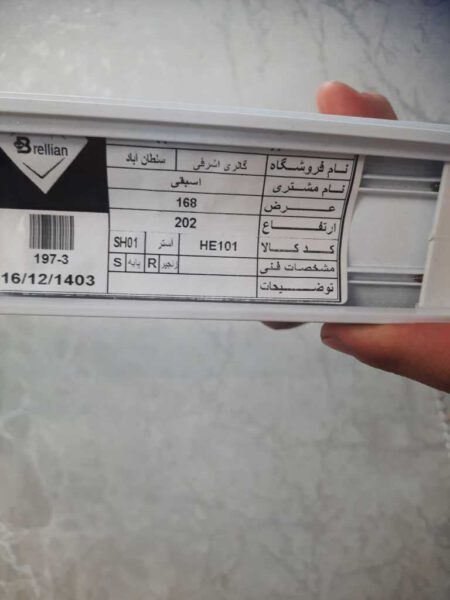 Brellian
197-3
16/12/1403
نام فروشگاه گالری اشرفی سلطان آباد
نام مشتری اسیفی
عرض 168
ارتفاع 202
کد کالا HE101 آستر SH01
مشخصات فنی زنجیر R پایه S
توضیحات